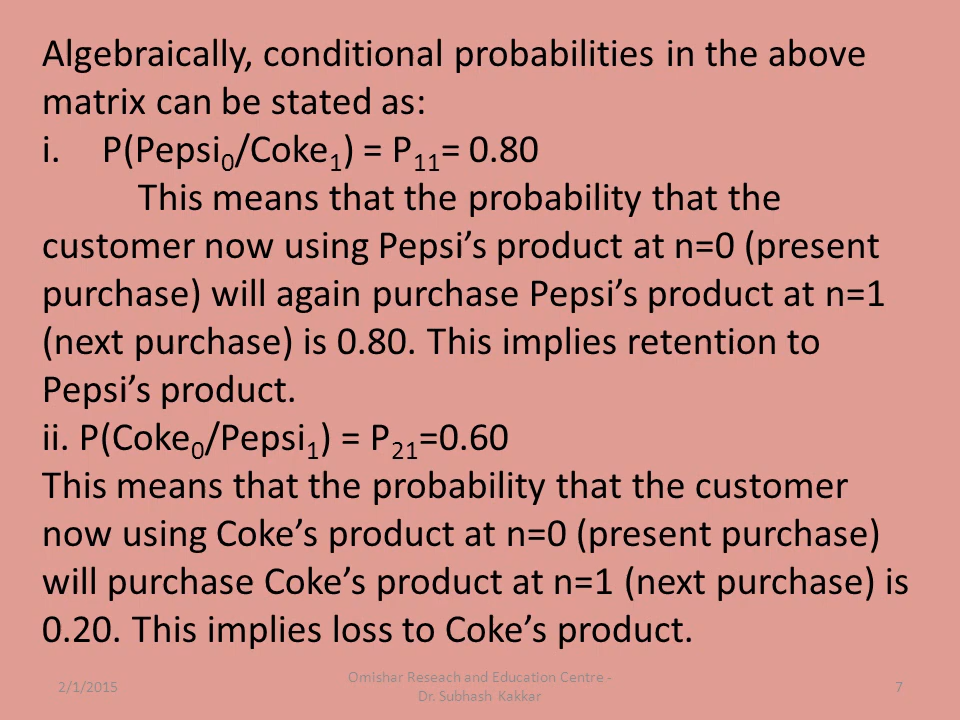 Algebraically, conditional probabilities in the above
matrix can be stated as:
i. P(Pepsi₀/Coke₁) = P₁₁= 0.80
This means that the probability that the
customer now using Pepsi’s product at n=0 (present
purchase) will again purchase Pepsi’s product at n=1
(next purchase) is 0.80. This implies retention to
Pepsi’s product.
ii. P(Coke₀/Pepsi₁) = P₂₁=0.60
This means that the probability that the customer
now using Coke’s product at n=0 (present purchase)
will purchase Coke’s product at n=1 (next purchase) is
0.20. This implies loss to Coke’s product.
2/1/2015
Omishar Reseach and Education Centre -
Dr. Subhash Kakkar
7